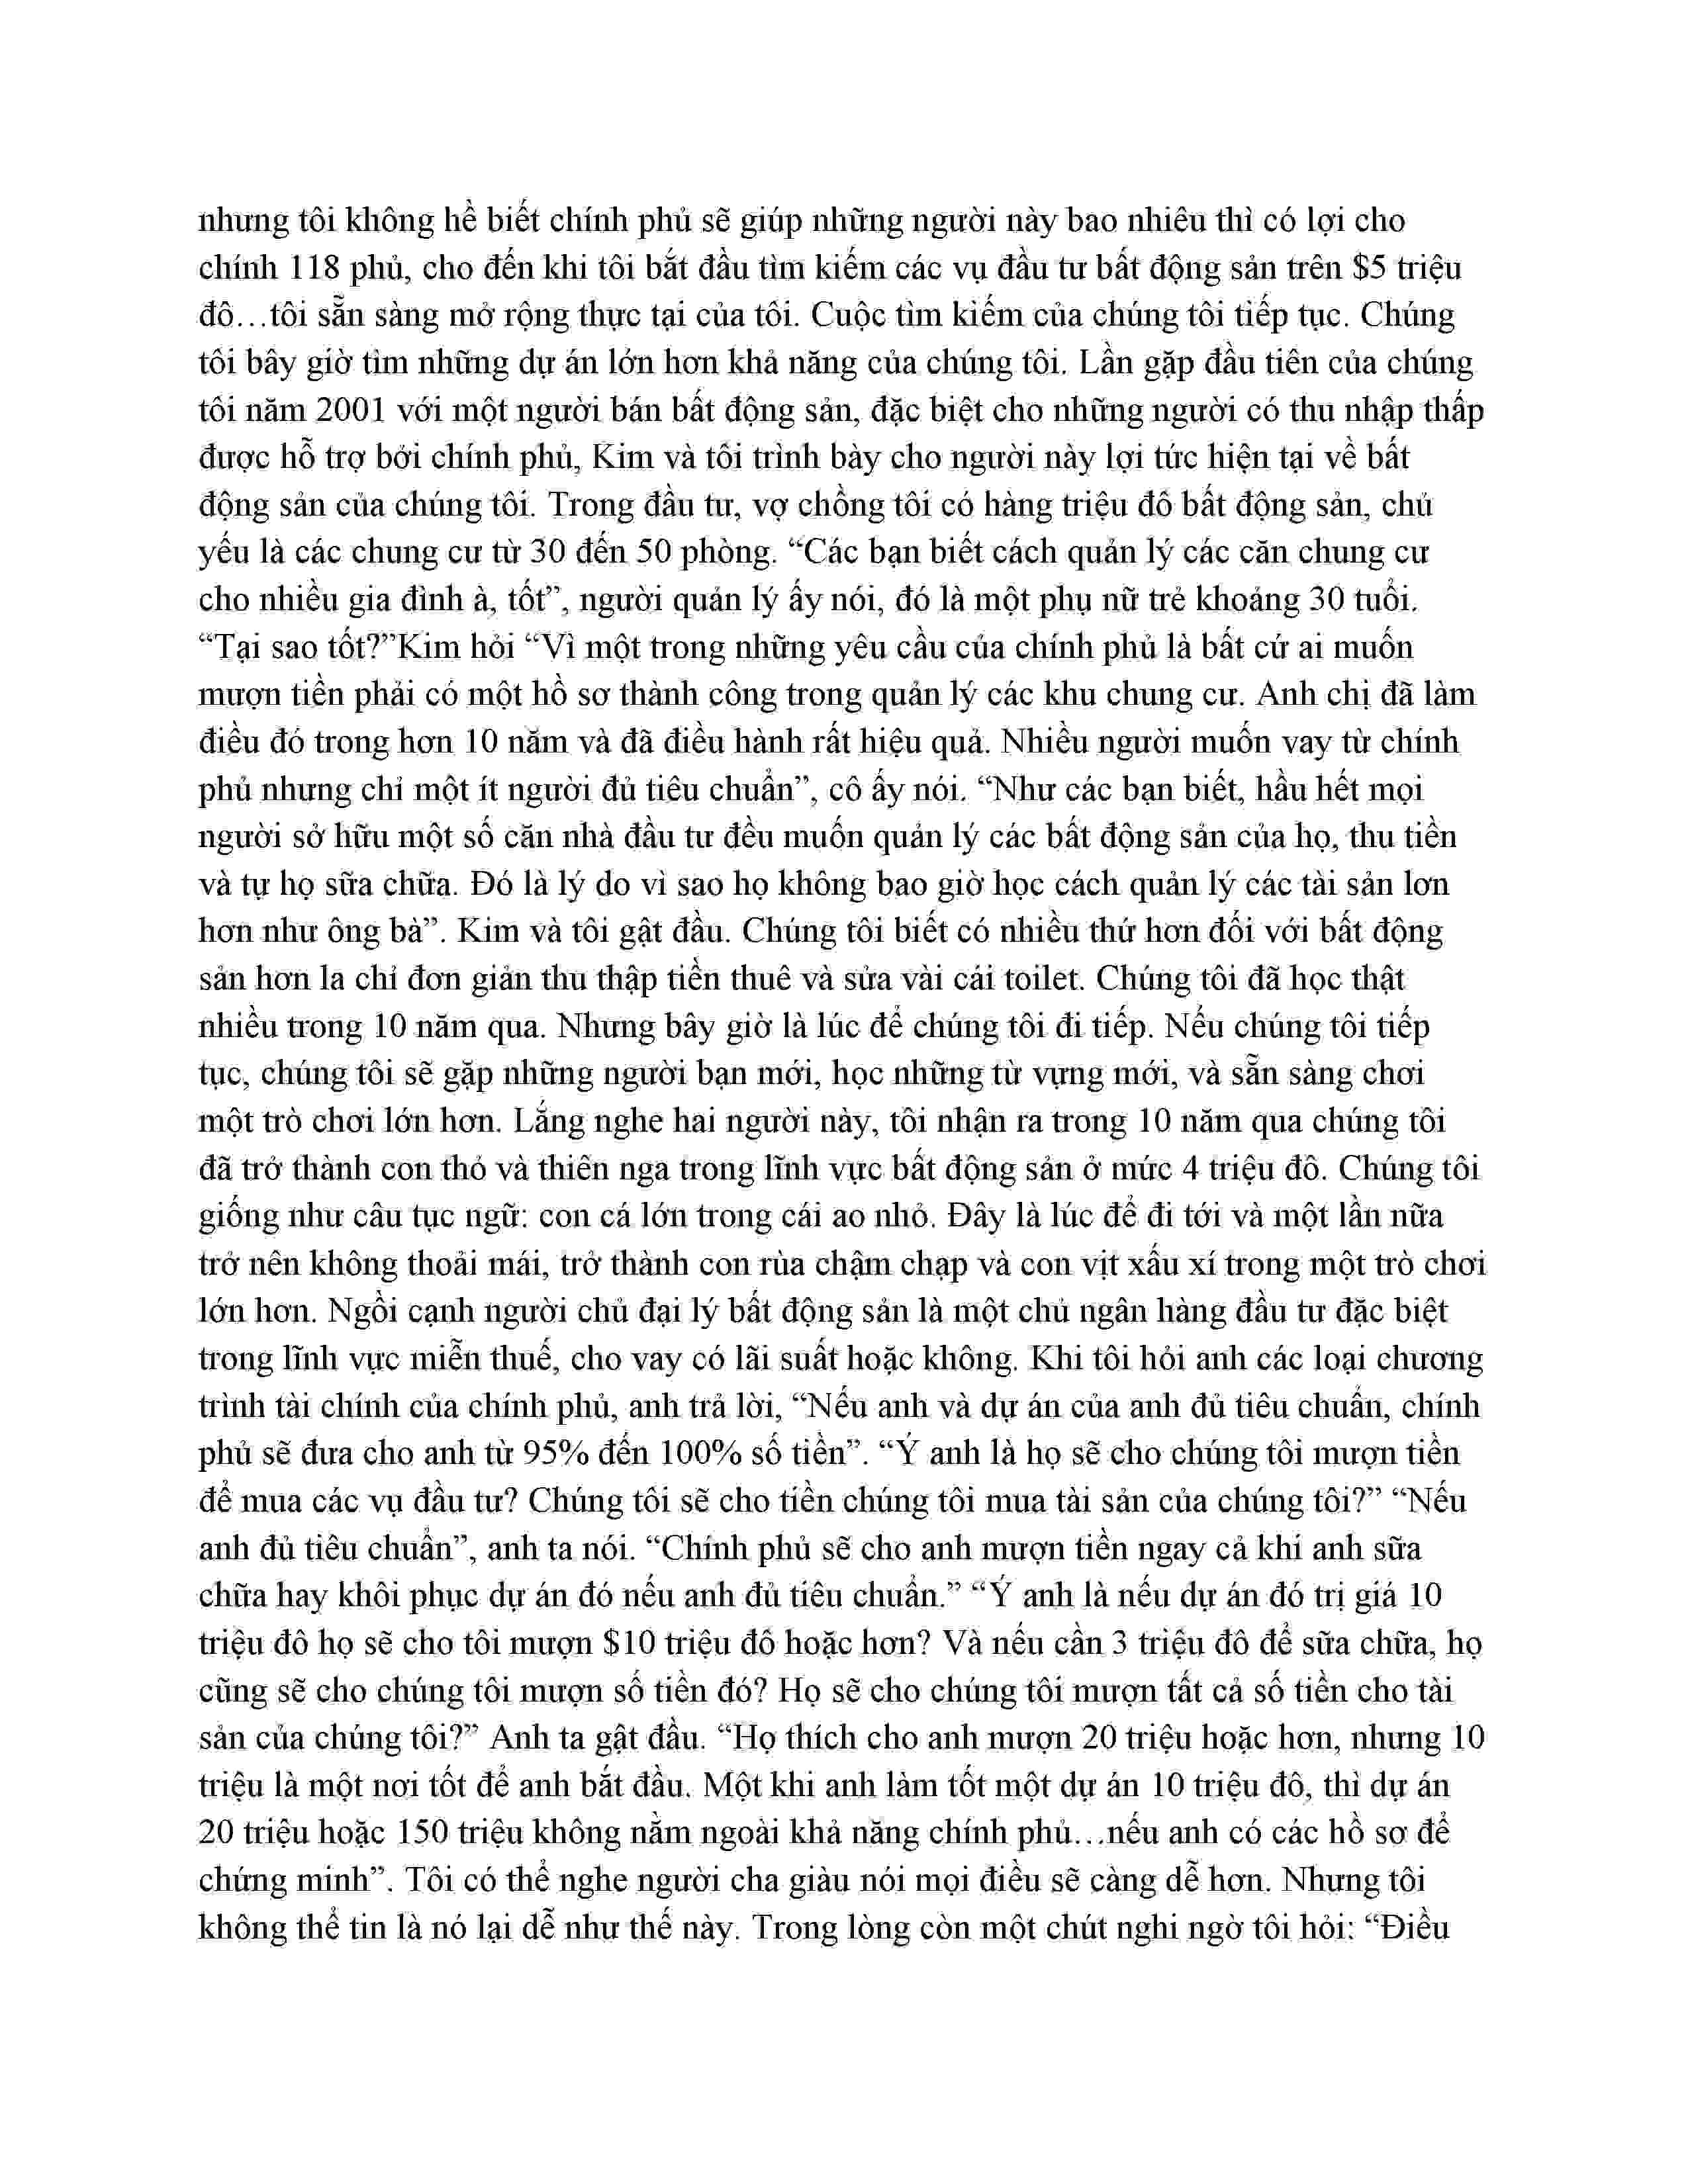 nhưng tôi không hề biết chính phủ sẽ giúp những người này bao nhiêu thì có lợi cho
chính 118 phủ, cho đến khi tôi bắt đầu tìm kiếm các vụ đầu tư bất động sản trên $5 triệu
đô…tôi sẵn sàng mở rộng thực tại của tôi. Cuộc tìm kiếm của chúng tôi tiếp tục. Chúng
tôi bây giờ tìm những dự án lớn hơn khả năng của chúng tôi. Lần gặp đầu tiên của chúng
tôi năm 2001 với một người bán bất động sản, đặc biệt cho những người có thu nhập thấp
được hỗ trợ bởi chính phủ, Kim và tôi trình bày cho người này lợi tức hiện tại về bất
động sản của chúng tôi. Trong đầu tư, vợ chồng tôi có hàng triệu đô bất động sản, chủ
yếu là các chung cư từ 30 đến 50 phòng. “Các bạn biết cách quản lý các căn chung cư
cho nhiều gia đình à, tốt”, người quản lý ấy nói, đó là một phụ nữ trẻ khoảng 30 tuổi.
“Tại sao tốt?”Kim hỏi “Vì một trong những yêu cầu của chính phủ là bất cứ ai muốn
mượn tiền phải có một hồ sơ thành công trong quản lý các khu chung cư. Anh chị đã làm
điều đó trong hơn 10 năm và đã điều hành rất hiệu quả. Nhiều người muốn vay từ chính
phủ nhưng chỉ một ít người đủ tiêu chuẩn”, cô ấy nói. “Như các bạn biết, hầu hết mọi
người sở hữu một số căn nhà đầu tư đều muốn quản lý các bất động sản của họ, thu tiền
và tự họ sữa chữa. Đó là lý do vì sao họ không bao giờ học cách quản lý các tài sản lơn
hơn như ông bà”. Kim và tôi gật đầu. Chúng tôi biết có nhiều thứ hơn đối với bất động
sản hơn la chỉ đơn giản thu thập tiền thuê và sửa vài cái toilet. Chúng tôi đã học thật
nhiều trong 10 năm qua. Nhưng bây giờ là lúc để chúng tôi đi tiếp. Nếu chúng tôi tiếp
tục, chúng tôi sẽ gặp những người bạn mới, học những từ vựng mới, và sẵn sàng chơi
một trò chơi lớn hơn. Lắng nghe hai người này, tôi nhận ra trong 10 năm qua chúng tôi
đã trở thành con thỏ và thiên nga trong lĩnh vực bất động sản ở mức 4 triệu đô. Chúng tôi
giống như câu tục ngữ: con cá lớn trong cái ao nhỏ. Đây là lúc để đi tới và một lần nữa
trở nên không thoải mái, trở thành con rùa chậm chạp và con vịt xấu xí trong một trò chơi
lớn hơn. Ngồi cạnh người chủ đại lý bất động sản là một chủ ngân hàng đầu tư đặc biệt
trong lĩnh vực miễn thuế, cho vay có lãi suất hoặc không. Khi tôi hỏi anh các loại chương
trình tài chính của chính phủ, anh trả lời, “Nếu anh và dự án của anh đủ tiêu chuẩn, chính
phủ sẽ đưa cho anh từ 95% đến 100% số tiền”. “Ý anh là họ sẽ cho chúng tôi mượn tiền
để mua các vụ đầu tư? Chúng tôi sẽ cho tiền chúng tôi mua tài sản của chúng tôi?” “Nếu
anh đủ tiêu chuẩn”, anh ta nói. “Chính phủ sẽ cho anh mượn tiền ngay cả khi anh sữa
chữa hay khôi phục dự án đó nếu anh đủ tiêu chuẩn.” “Ý anh là nếu dự án đó trị giá 10
triệu đô họ sẽ cho tôi mượn $10 triệu đô hoặc hơn? Và nếu cần 3 triệu đô để sữa chữa, họ
cũng sẽ cho chúng tôi mượn số tiền đó? Họ sẽ cho chúng tôi mượn tất cả số tiền cho tài
sản của chúng tôi?” Anh ta gật đầu. “Họ thích cho anh mượn 20 triệu hoặc hơn, nhưng 10
triệu là một nơi tốt để anh bắt đầu. Một khi anh làm tốt một dự án 10 triệu đô, thì dự án
20 triệu hoặc 150 triệu không nằm ngoài khả năng chính phủ…nếu anh có các hồ sơ để
chứng minh”. Tôi có thể nghe người cha giàu nói mọi điều sẽ càng dễ hơn. Nhưng tôi
không thể tin là nó lại dễ như thế này. Trong lòng còn một chút nghi ngờ tôi hỏi: “Điều